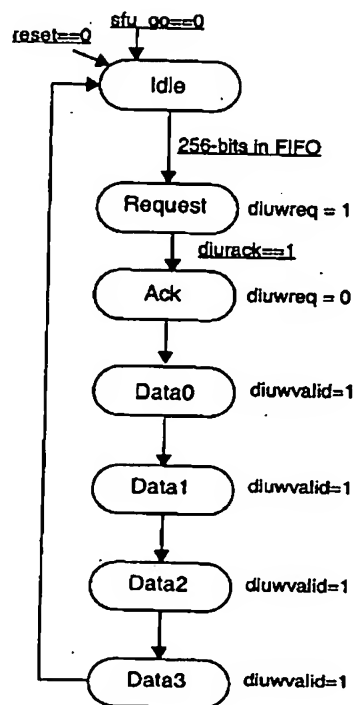 sfu_go==0
reset==0
Idle
256-bits in FIFO
Request diuwreq = 1
diurack==1
Ack diuwreq = 0
Data0 diuwvalid=1
Data1 diuwvalid=1
Data2 diuwvalid=1
Data3 diuwvalid=1